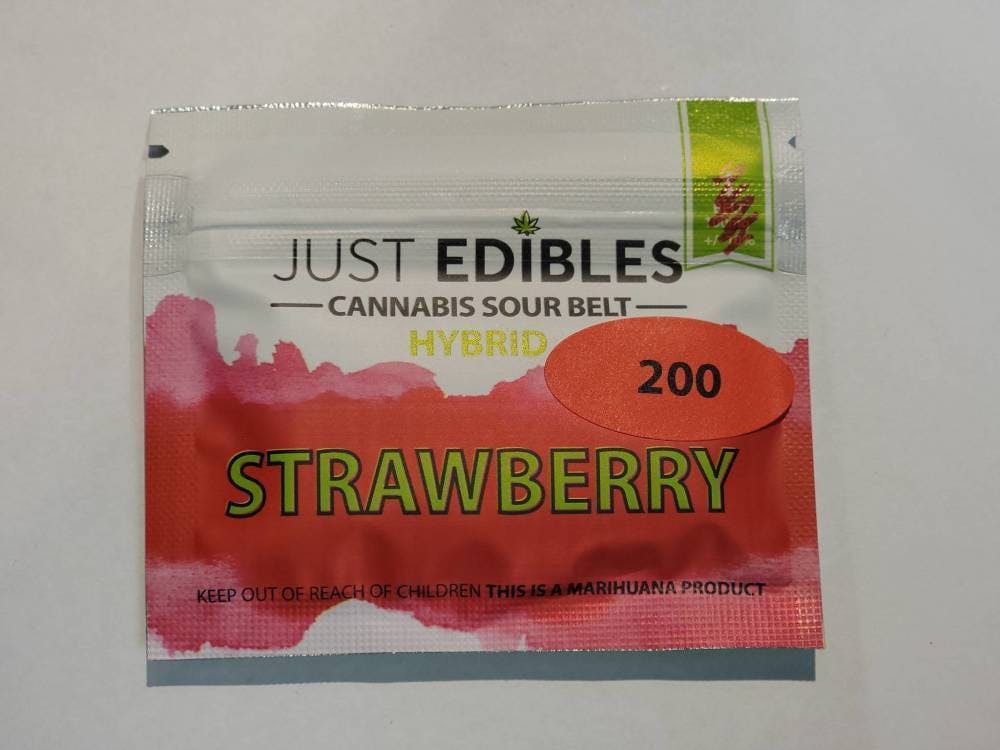 JUST EDIBLES
CANNABIS SOUR BELT
HYBRID
200
STRAWBERRY
KEEP OUT OF REACH OF CHILDREN THIS IS A MARIHUANA PRODUCT